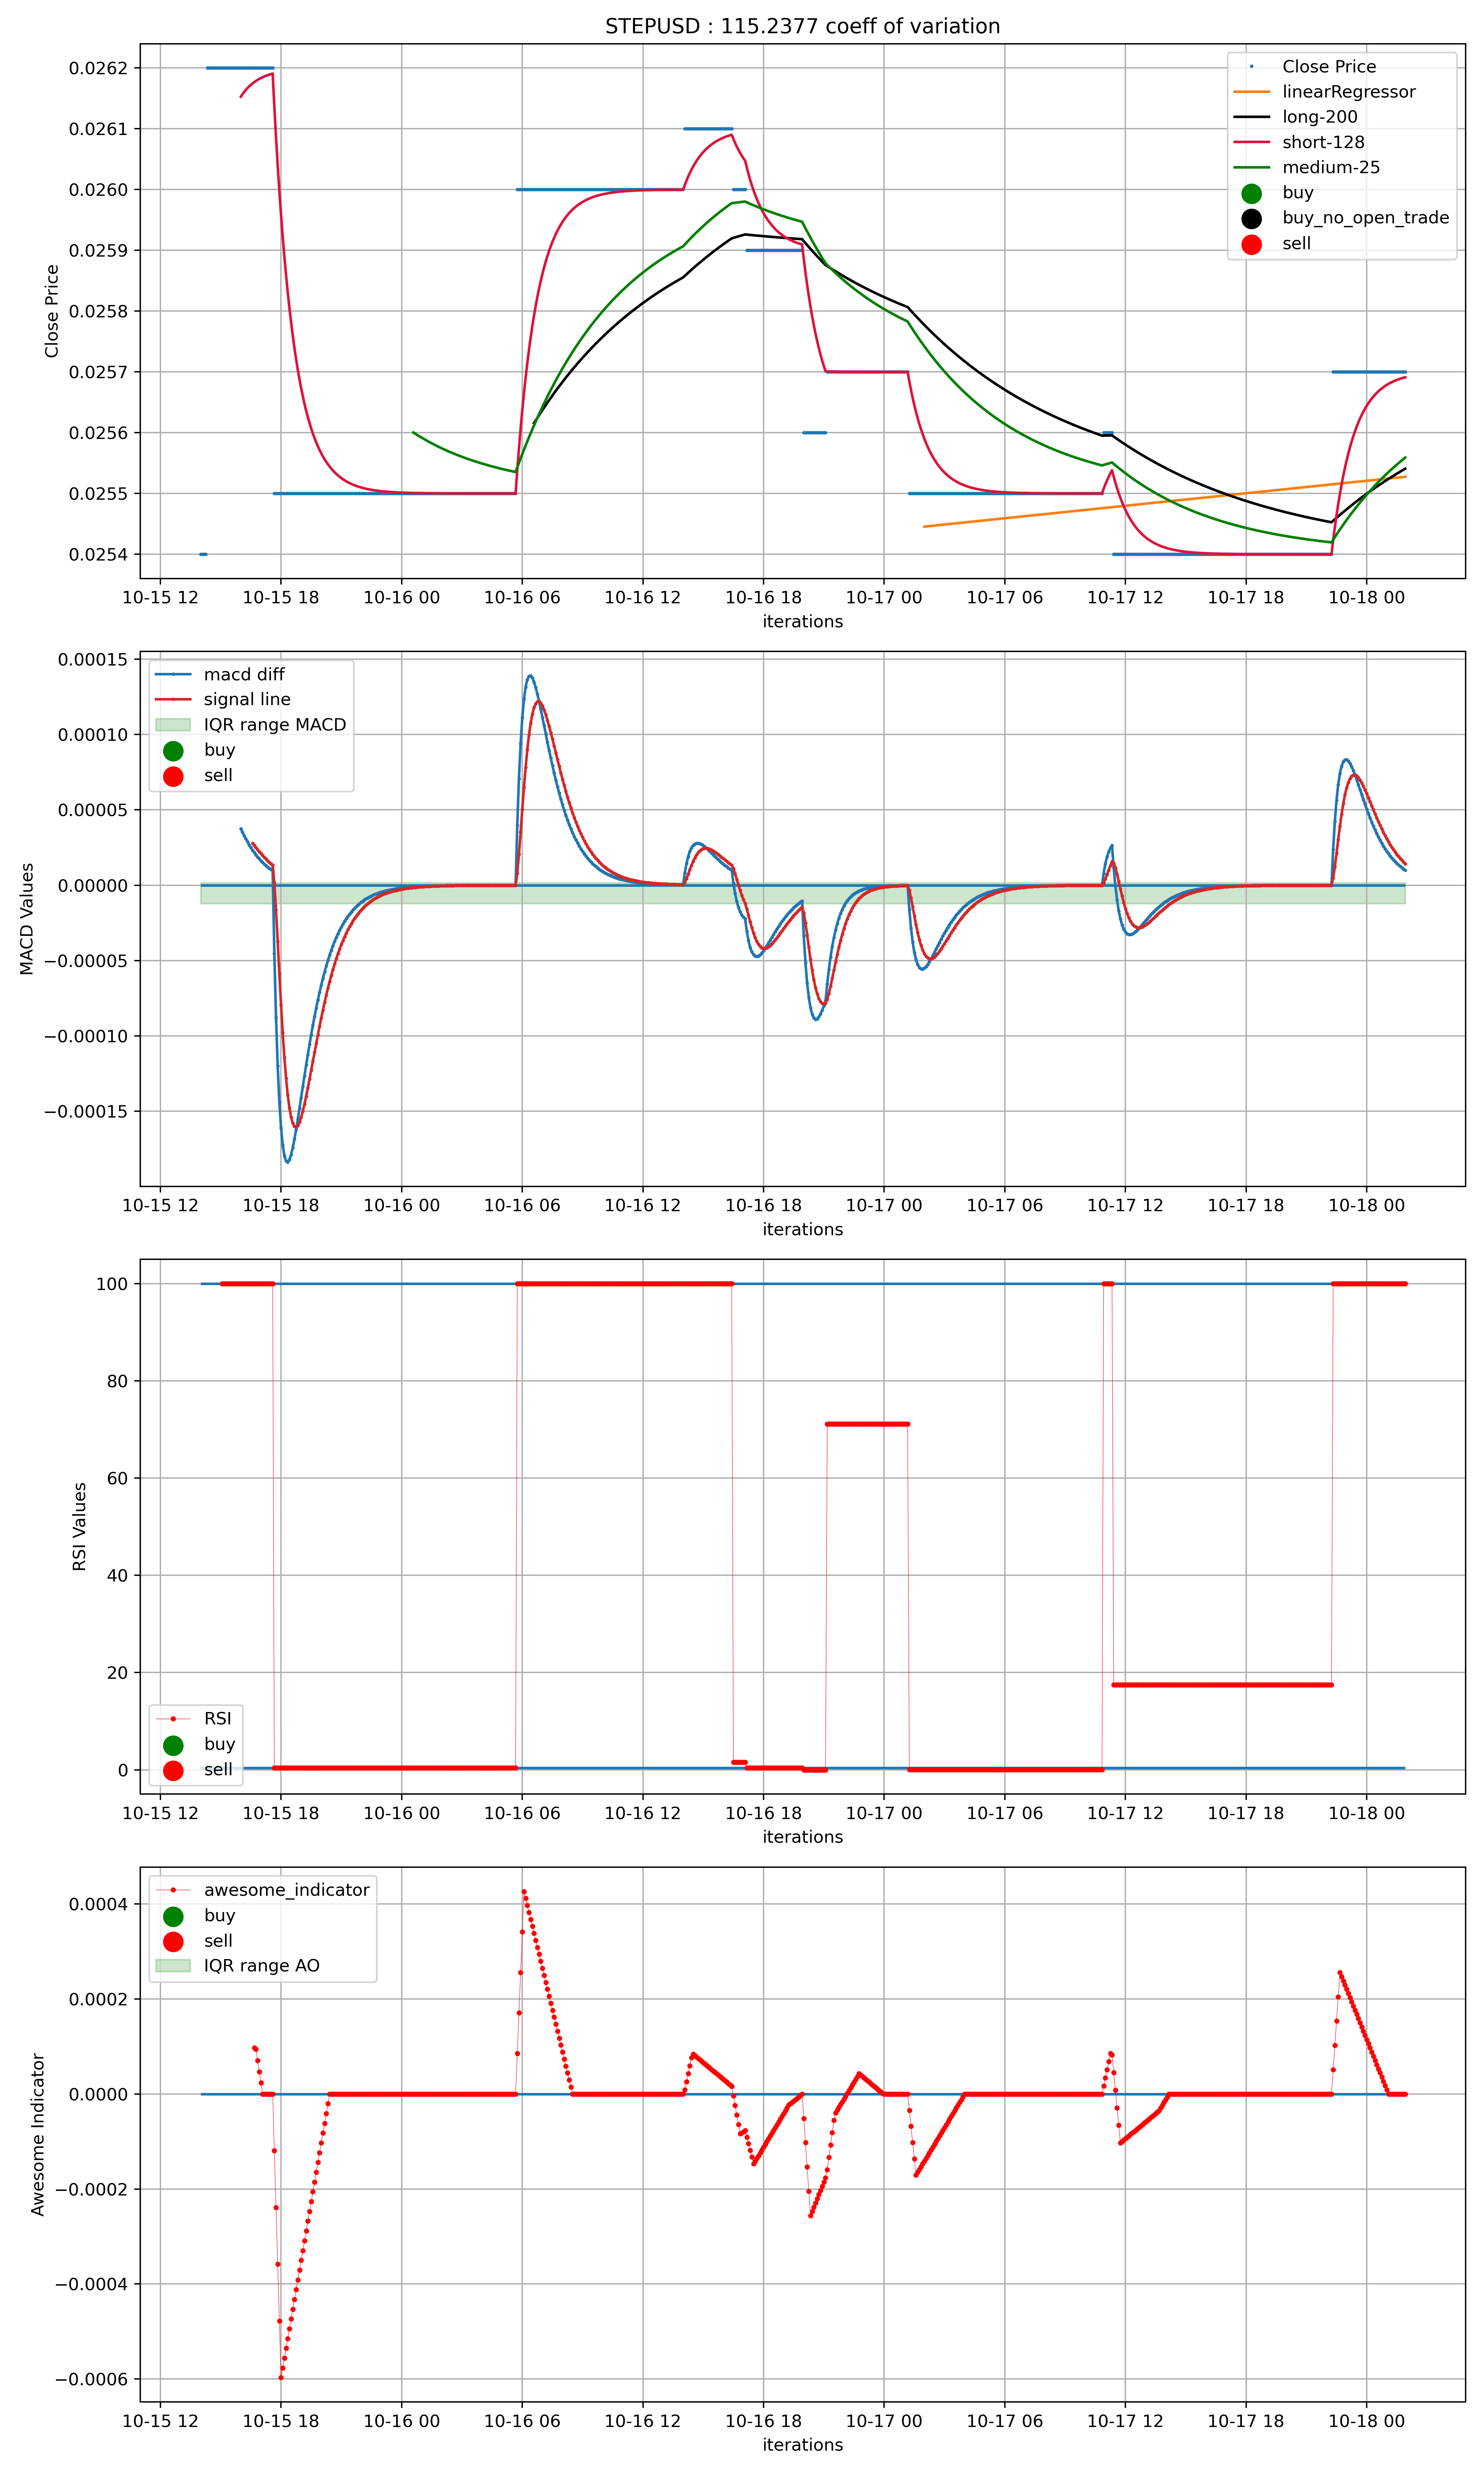 STEPUSD : 115.2377 coeff of variation
Close Price
0.0262
0.0261
0.0260
0.0259
0.0258
0.0257
0.0256
0.0255
0.0254
Close Price
linearRegressor
long-200
short-128
medium-25
buy
buy_no_open_trade
sell
10-15 12 10-15 18 10-16 00 10-16 06 10-16 12 10-16 18 10-17 00 10-17 06 10-17 12 10-17 18 10-18 00
iterations
MACD Values
0.00015
0.00010
0.00005
0.00000
−0.00005
−0.00010
−0.00015
macd diff
signal line
IQR range MACD
buy
sell
10-15 12 10-15 18 10-16 00 10-16 06 10-16 12 10-16 18 10-17 00 10-17 06 10-17 12 10-17 18 10-18 00
iterations
RSI Values
100
80
60
40
20
0
RSI
buy
sell
10-15 12 10-15 18 10-16 00 10-16 06 10-16 12 10-16 18 10-17 00 10-17 06 10-17 12 10-17 18 10-18 00
iterations
Awesome Indicator
0.0004
0.0002
0.0000
−0.0002
−0.0004
−0.0006
awesome_indicator
buy
sell
IQR range AO
10-15 12 10-15 18 10-16 00 10-16 06 10-16 12 10-16 18 10-17 00 10-17 06 10-17 12 10-17 18 10-18 00
iterations